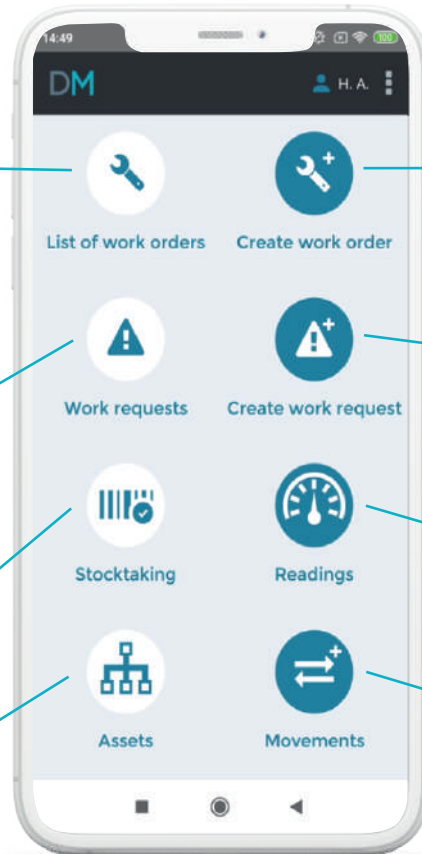 14:49
100
DM
H. A.
List of work orders
Create work order
Work requests
Create work request
Stocktaking
Readings
Assets
Movements